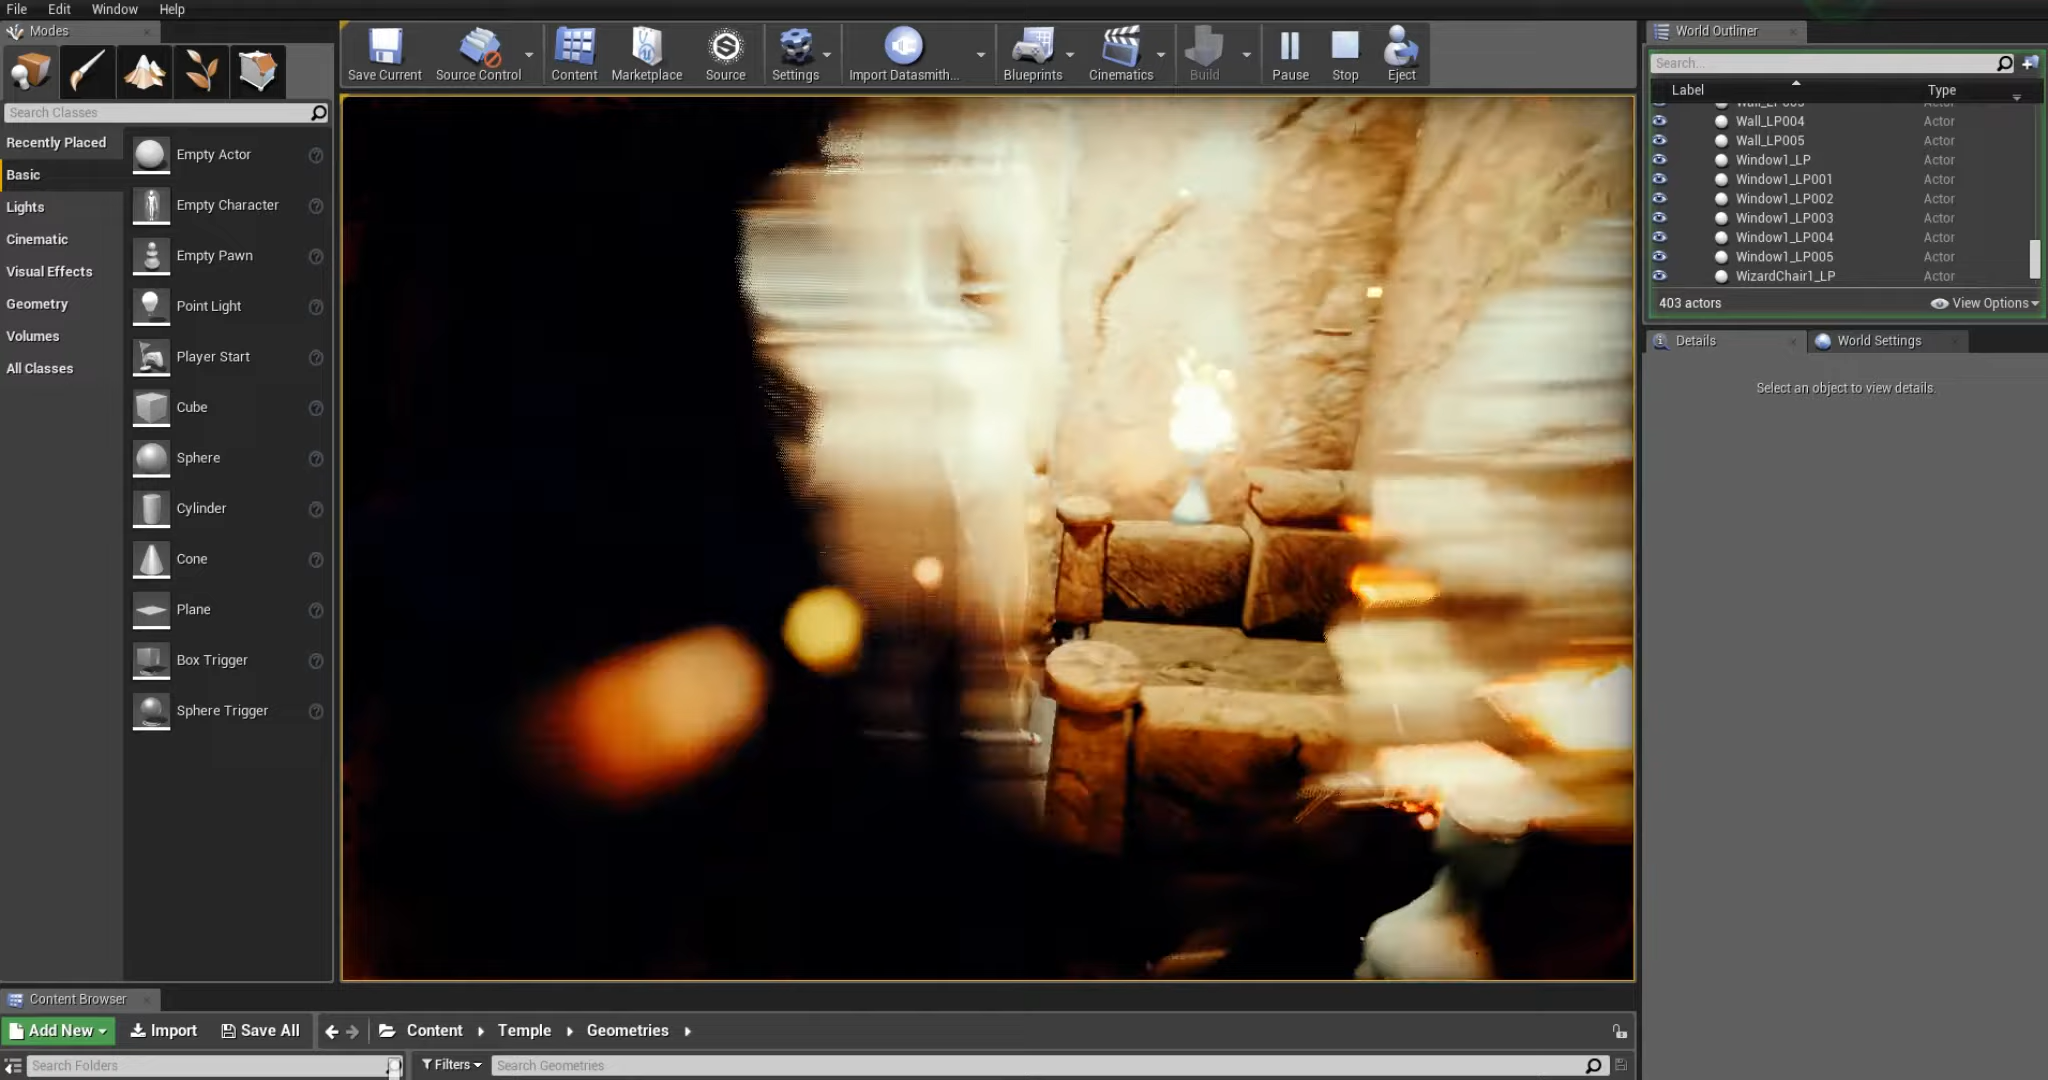 File Edit Window Help
Modes
World Outliner
Save Current Source Control Content Marketplace Source Settings Import Datasmith... Blueprints Cinematics Build Pause Stop Eject
Search...
Label Type
Search Classes
Recently Placed
Basic
Lights
Cinematic
Visual Effects
Geometry
Volumes
All Classes
Empty Actor
Empty Character
Empty Pawn
Point Light
Player Start
Cube
Sphere
Cylinder
Cone
Plane
Box Trigger
Sphere Trigger
Wall_LP004 Actor
Wall_LP005 Actor
Window1_LP Actor
Window1_LP001 Actor
Window1_LP002 Actor
Window1_LP003 Actor
Window1_LP004 Actor
Window1_LP005 Actor
WizardChair1_LP Actor
403 actors View Options
Details World Settings
Select an object to view details.
Content Browser
Add New Import Save All Content Temple Geometries
Search Folders Filters Search Geometries